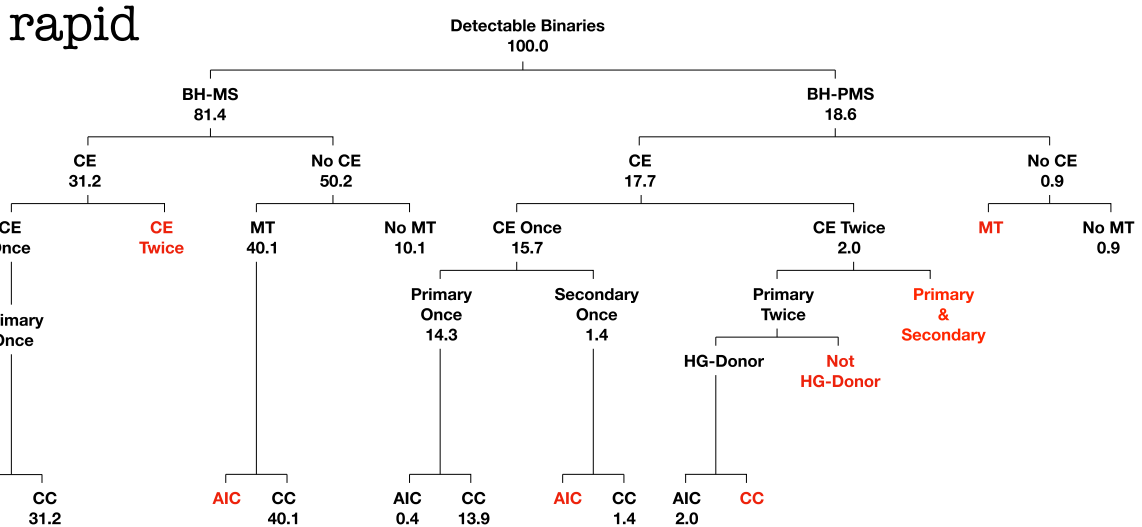 rapid
Detectable Binaries
100.0
BH-MS
81.4
BH-PMS
18.6
CE
31.2
No CE
50.2
CE
17.7
No CE
0.9
CE
CE
Twice
MT
40.1
No MT
10.1
CE Once
15.7
CE Twice
2.0
MT
No MT
0.9
Primary
Once
14.3
Secondary
Once
1.4
Primary
Twice
Primary
&
Secondary
HG-Donor
Not
HG-Donor
CC
31.2
AIC
CC
40.1
AIC
0.4
CC
13.9
AIC
CC
1.4
AIC
2.0
CC